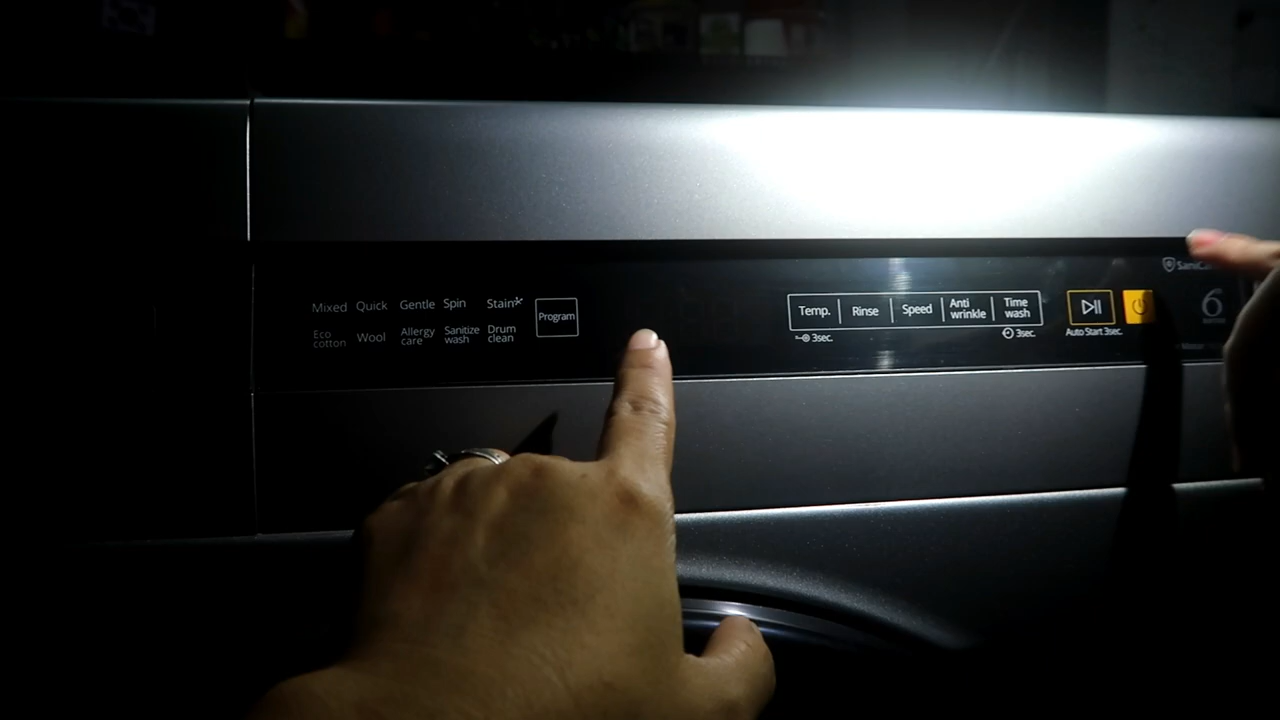 Mixed Quick Gentle Spin Stain
Eco cotton Wool Allergy care Sanitize wash Drum clean
Program
Temp. Rinse Speed Anti wrinkle Time wash
3sec. 3sec.
Auto Start 3sec.
6